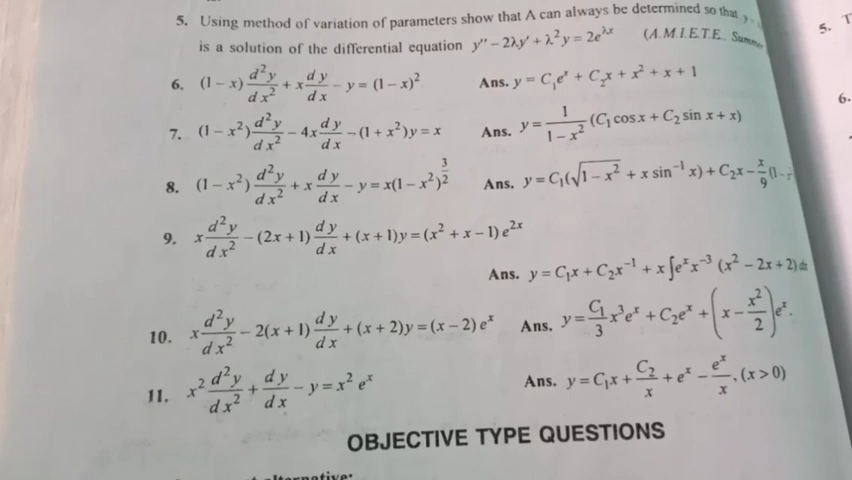 5. Using method of variation of parameters show that A can always be determined so that y
is a solution of the differential equation y″ – 2λy′ + λ²y = 2e^{λx} (A.M.I.E.T.E., Summer
5. T
6. (1 – x) d²y/dx² + x dy/dx – y = (1 – x)² Ans. y = C₁eˣ + C₂x + x² + x + 1
6.
7. (1 – x²) d²y/dx² – 4x dy/dx – (1 + x²)y = x Ans. y = 1/(1 – x²) (C₁ cos x + C₂ sin x + x)
8. (1 – x²) d²y/dx² + x dy/dx – y = x(1 – x²)^{3/2} Ans. y = C₁(√(1 – x²) + x sin⁻¹ x) + C₂x – x/9 (1 – x
9. x d²y/dx² – (2x + 1) dy/dx + (x + 1)y = (x² + x – 1) e^{2x}
Ans. y = C₁x + C₂x⁻¹ + x ∫eˣx⁻³ (x² – 2x + 2) dx
10. x d²y/dx² – 2(x + 1) dy/dx + (x + 2)y = (x – 2) eˣ Ans. y = C₁/3 x³eˣ + C₂eˣ + (x – x²/2) eˣ.
11. x² d²y/dx² + dy/dx – y = x² eˣ Ans. y = C₁x + C₂/x + eˣ – eˣ/x, (x > 0)
OBJECTIVE TYPE QUESTIONS
alternative: